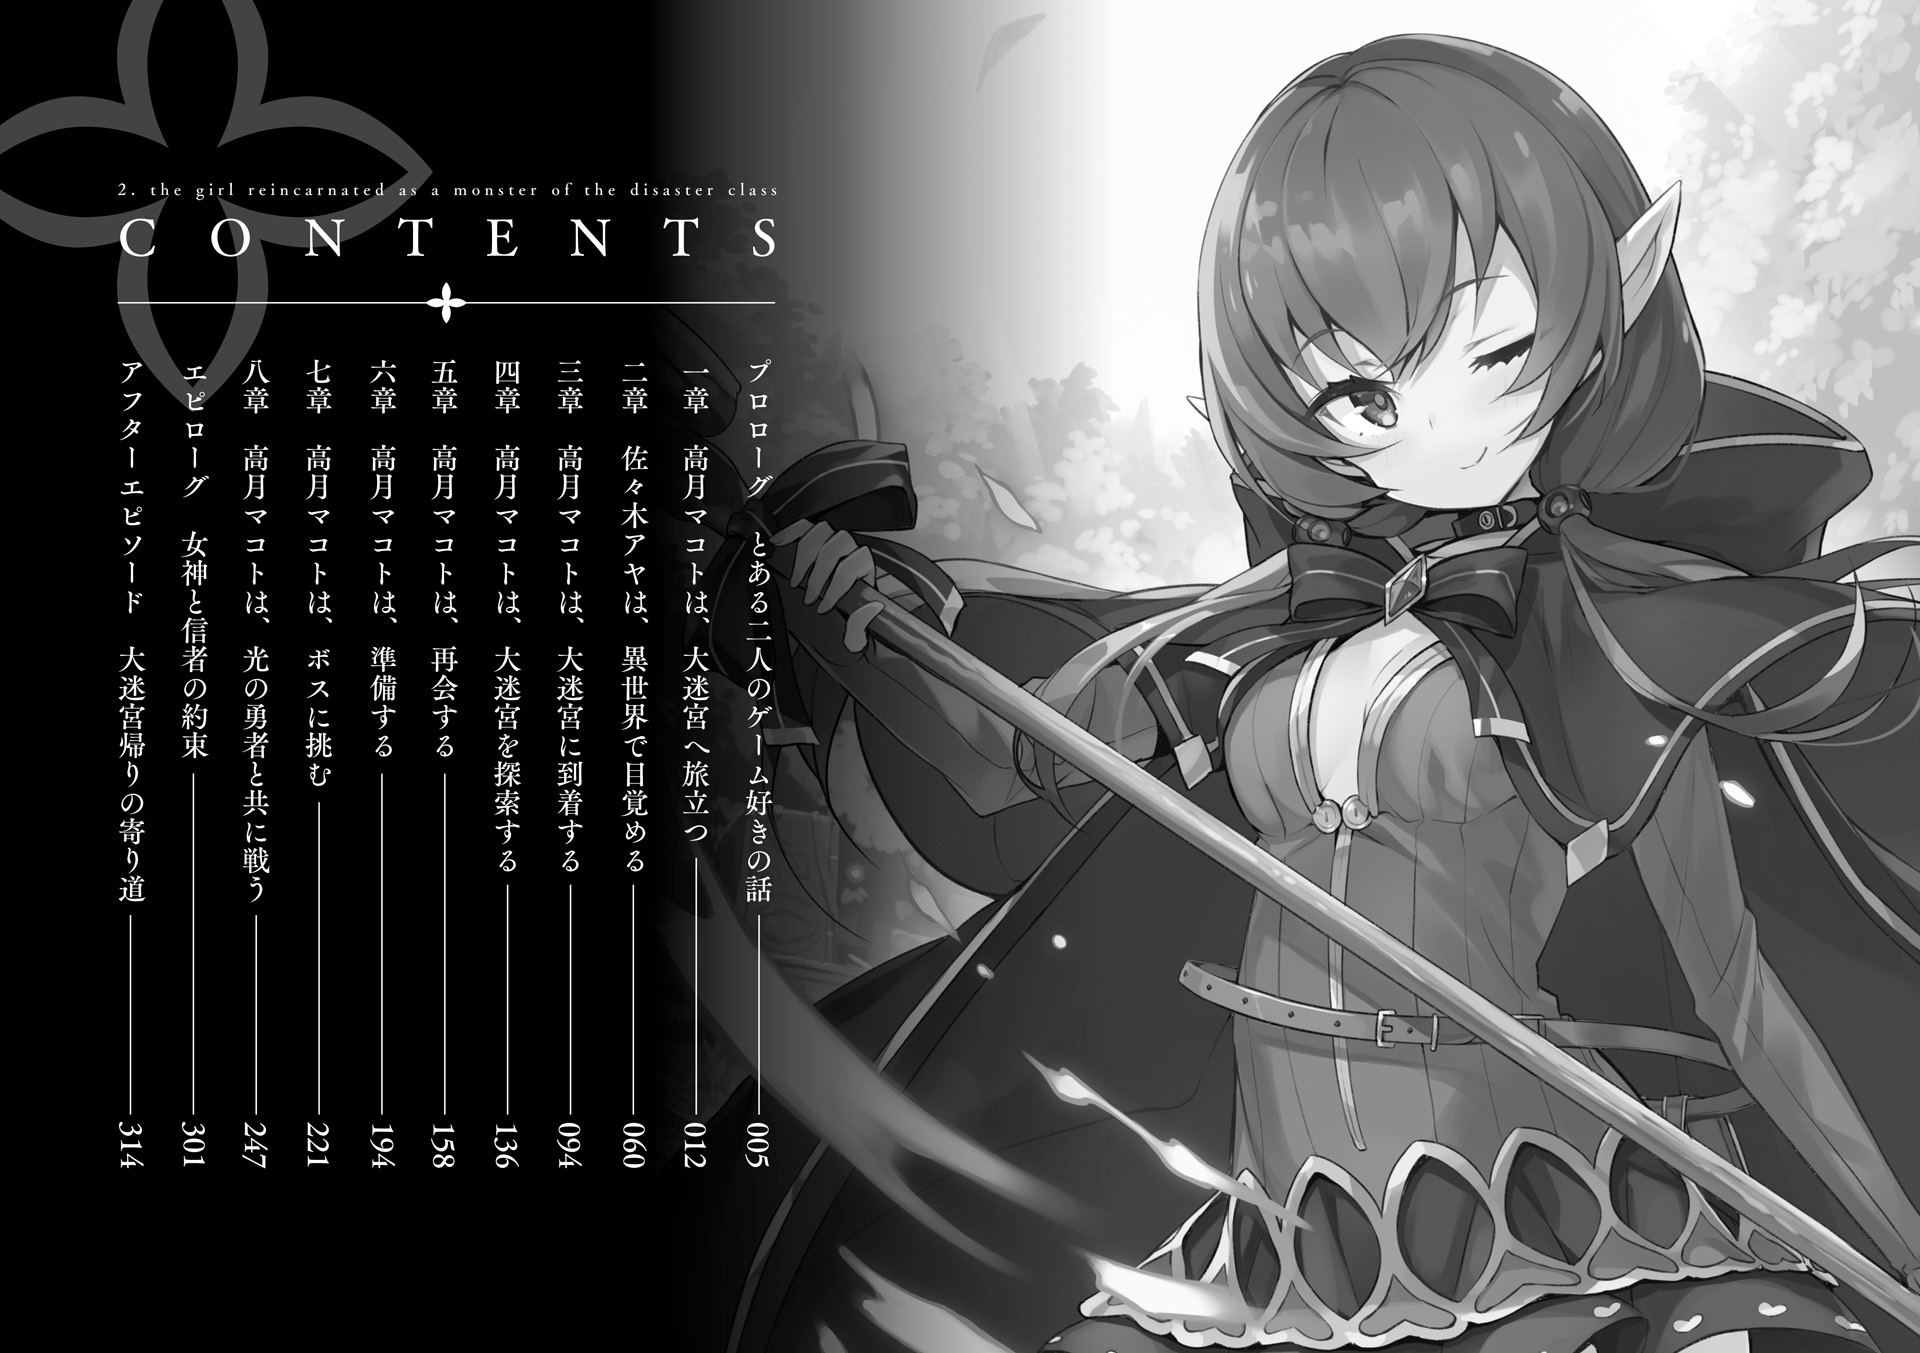 2. the girl reincarnated as a monster of the disaster class
CONTENTS
プロローグ　とある二人のゲーム好きの話 005
一章　高月マコトは、大迷宮へ旅立つ 012
二章　佐々木アヤは、異世界で目覚める 060
三章　高月マコトは、大迷宮に到着する 094
四章　高月マコトは、大迷宮を探索する 136
五章　高月マコトは、再会する 158
六章　高月マコトは、準備する 194
七章　高月マコトは、ボスに挑む 221
八章　高月マコトは、光の勇者と共に戦う 247
エピローグ　女神と信者の約束 301
アフターエピソード　大迷宮帰りの寄り道 314